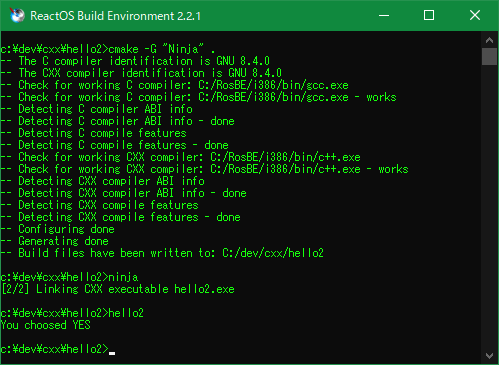 ReactOS Build Environment 2.2.1
c:¥dev¥cxx¥hello2>cmake -G "Ninja" .
-- The C compiler identification is GNU 8.4.0
-- The CXX compiler identification is GNU 8.4.0
-- Check for working C compiler: C:/RosBE/i386/bin/gcc.exe
-- Check for working C compiler: C:/RosBE/i386/bin/gcc.exe - works
-- Detecting C compiler ABI info
-- Detecting C compiler ABI info - done
-- Detecting C compile features
-- Detecting C compile features - done
-- Check for working CXX compiler: C:/RosBE/i386/bin/c++.exe
-- Check for working CXX compiler: C:/RosBE/i386/bin/c++.exe - works
-- Detecting CXX compiler ABI info
-- Detecting CXX compiler ABI info - done
-- Detecting CXX compile features
-- Detecting CXX compile features - done
-- Configuring done
-- Generating done
-- Build files have been written to: C:/dev/cxx/hello2
c:¥dev¥cxx¥hello2>ninja
[2/2] Linking CXX executable hello2.exe
c:¥dev¥cxx¥hello2>hello2
You choosed YES
c:¥dev¥cxx¥hello2>